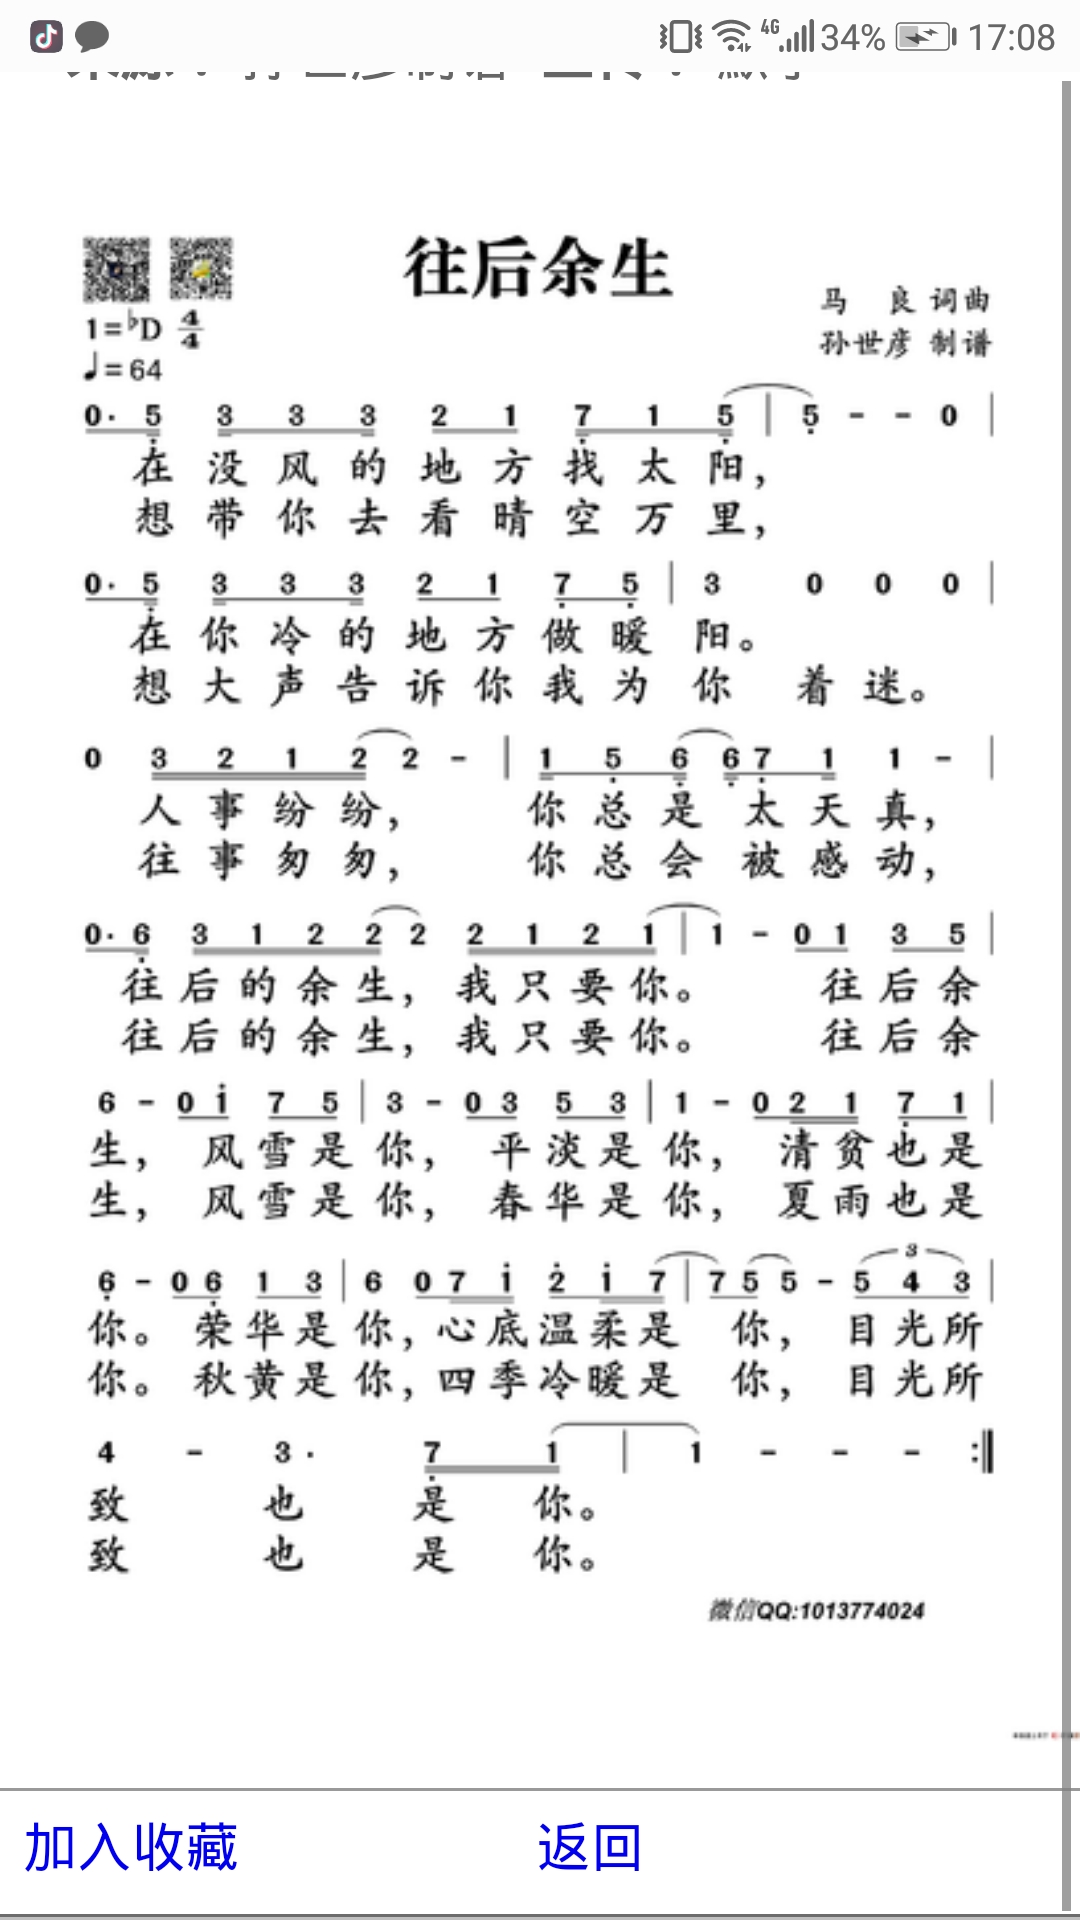 4G 34% 17:08
往后余生
马 良 词曲
1=♭D 4/4
孙世彦 制谱
♩=64
0· 5 3 3 3 2 1 7 1 5 | 5 - - 0 |
在 没 风 的 地 方 找 太 阳，
想 带 你 去 看 晴 空 万 里，
0· 5 3 3 3 2 1 7 5 | 3 0 0 0 |
在 你 冷 的 地 方 做 暖 阳。
想 大 声 告 诉 你 我 为 你 着 迷。
0 3 2 1 2 2 - | 1 5 6 6 7 1 1 - |
人 事 纷 纷， 你 总 是 太 天 真，
往 事 匆 匆， 你 总 会 被 感 动，
0· 6 3 1 2 2 2 2 1 2 1 | 1 - 0 1 3 5 |
往 后 的 余 生， 我 只 要 你。 往 后 余
往 后 的 余 生， 我 只 要 你。 往 后 余
6 - 0 1 7 5 | 3 - 0 3 5 3 | 1 - 0 2 1 7 1 |
生， 风 雪 是 你， 平 淡 是 你， 清 贫 也 是
生， 风 雪 是 你， 春 华 是 你， 夏 雨 也 是
6 - 0 6 1 3 | 6 0 7 1 2 1 7 | 7 5 5 - 3 5 4 3 |
你。 荣 华 是 你， 心 底 温 柔 是 你， 目 光 所
你。 秋 黄 是 你， 四 季 冷 暖 是 你， 目 光 所
4 - 3· 7 1 | 1 - - - :‖
致 也 是 你。
致 也 是 你。
微信QQ:1013774024
加入收藏 返回